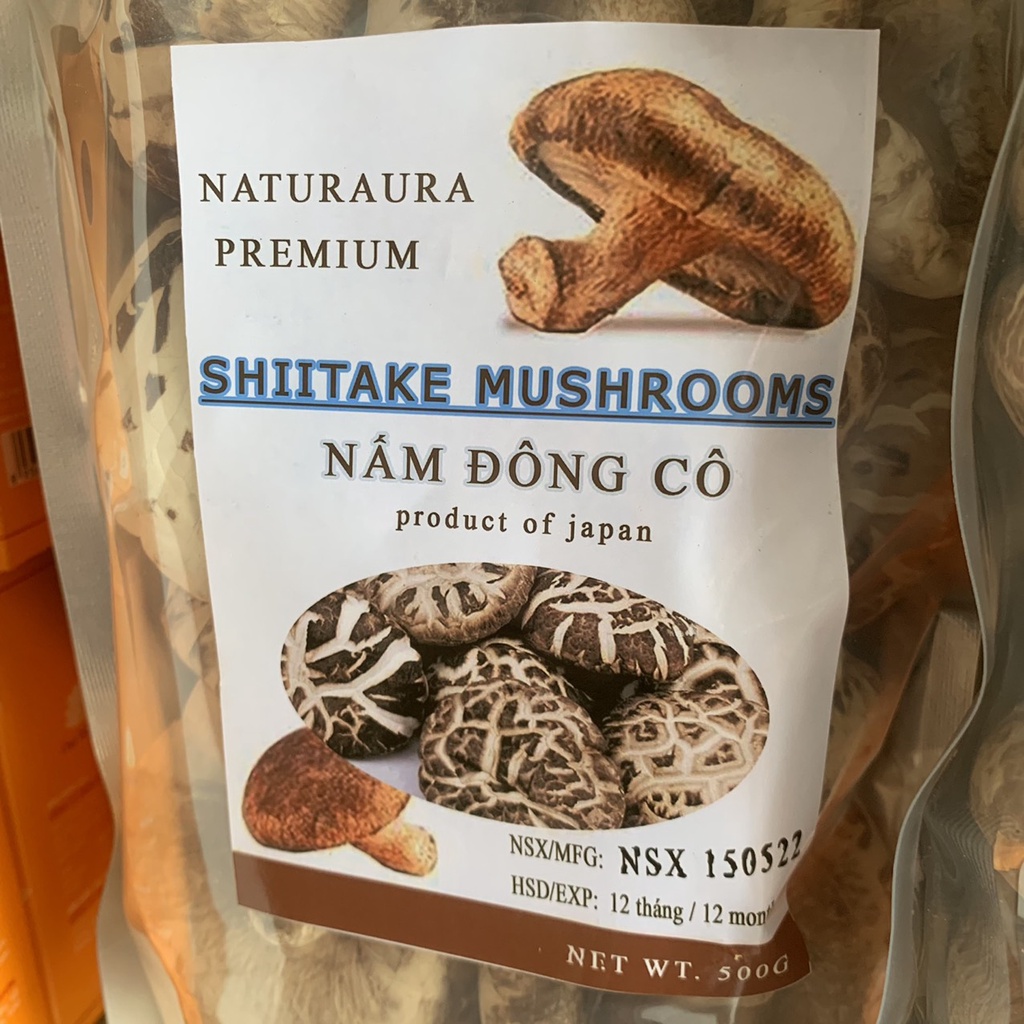 NATURAURA
PREMIUM
SHIITAKE MUSHROOMS
NẤM ĐÔNG CÔ
product of japan
NSX/MFG: NSX 150522
HSD/EXP: 12 tháng / 12
NET WT. 500G